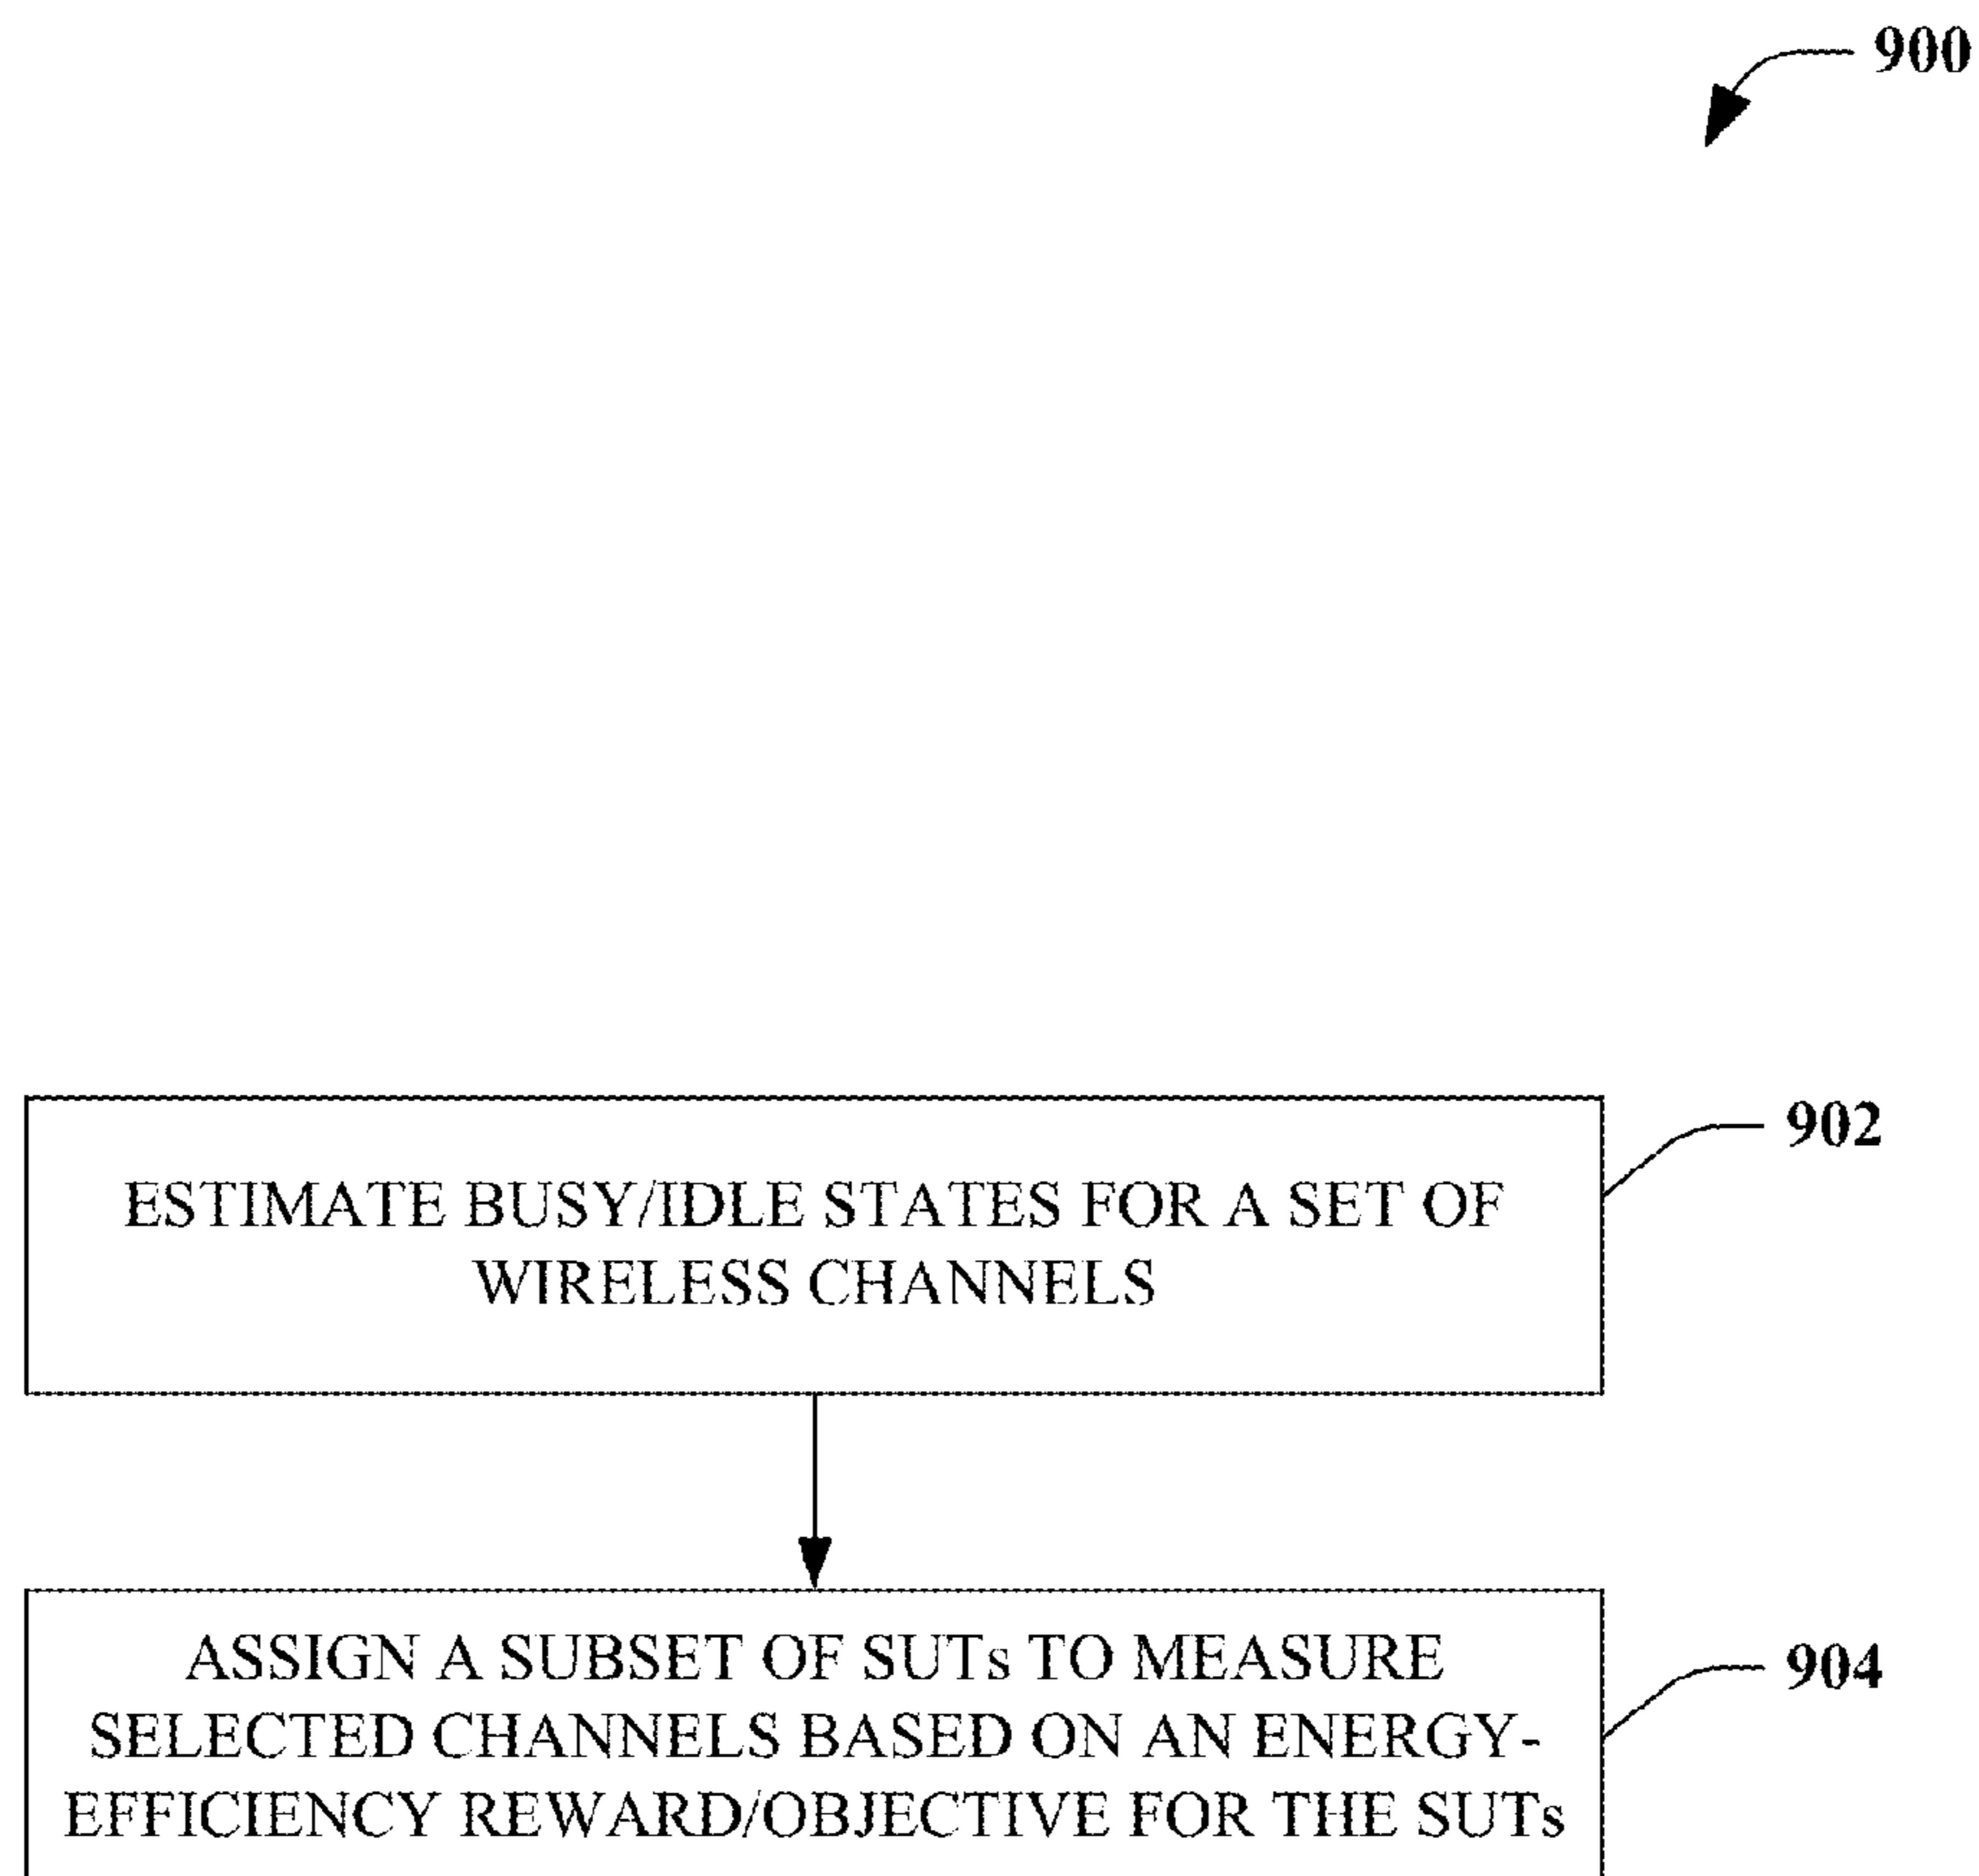 900
902
ESTIMATE BUSY/IDLE STATES FOR A SET OF
WIRELESS CHANNELS
904
ASSIGN A SUBSET OF SUTs TO MEASURE
SELECTED CHANNELS BASED ON AN ENERGY-
EFFICIENCY REWARD/OBJECTIVE FOR THE SUTs